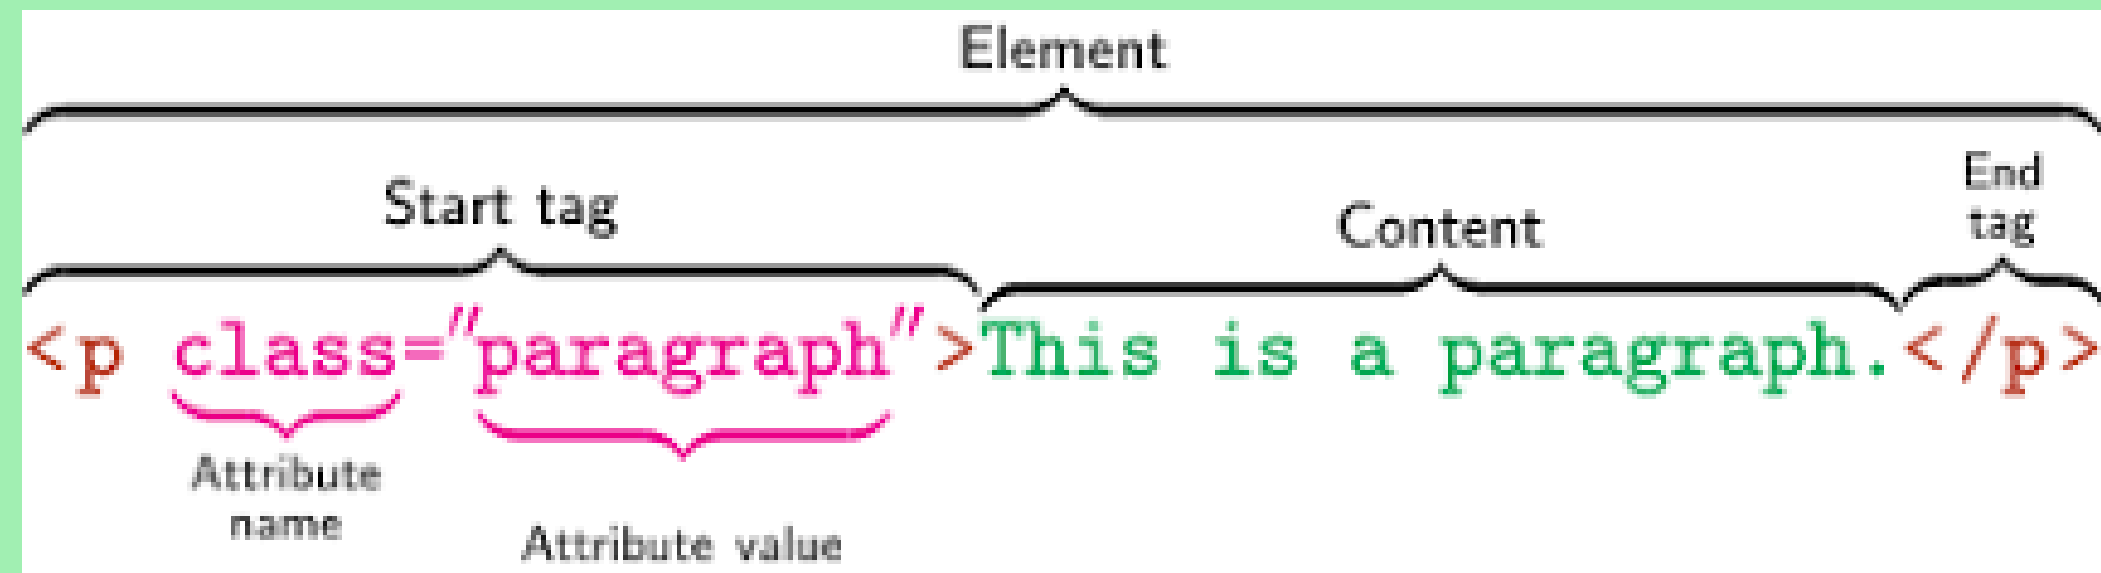 Element
Start tag
Content
End
tag
<p class="paragraph">This is a paragraph.</p>
Attribute
name
Attribute value